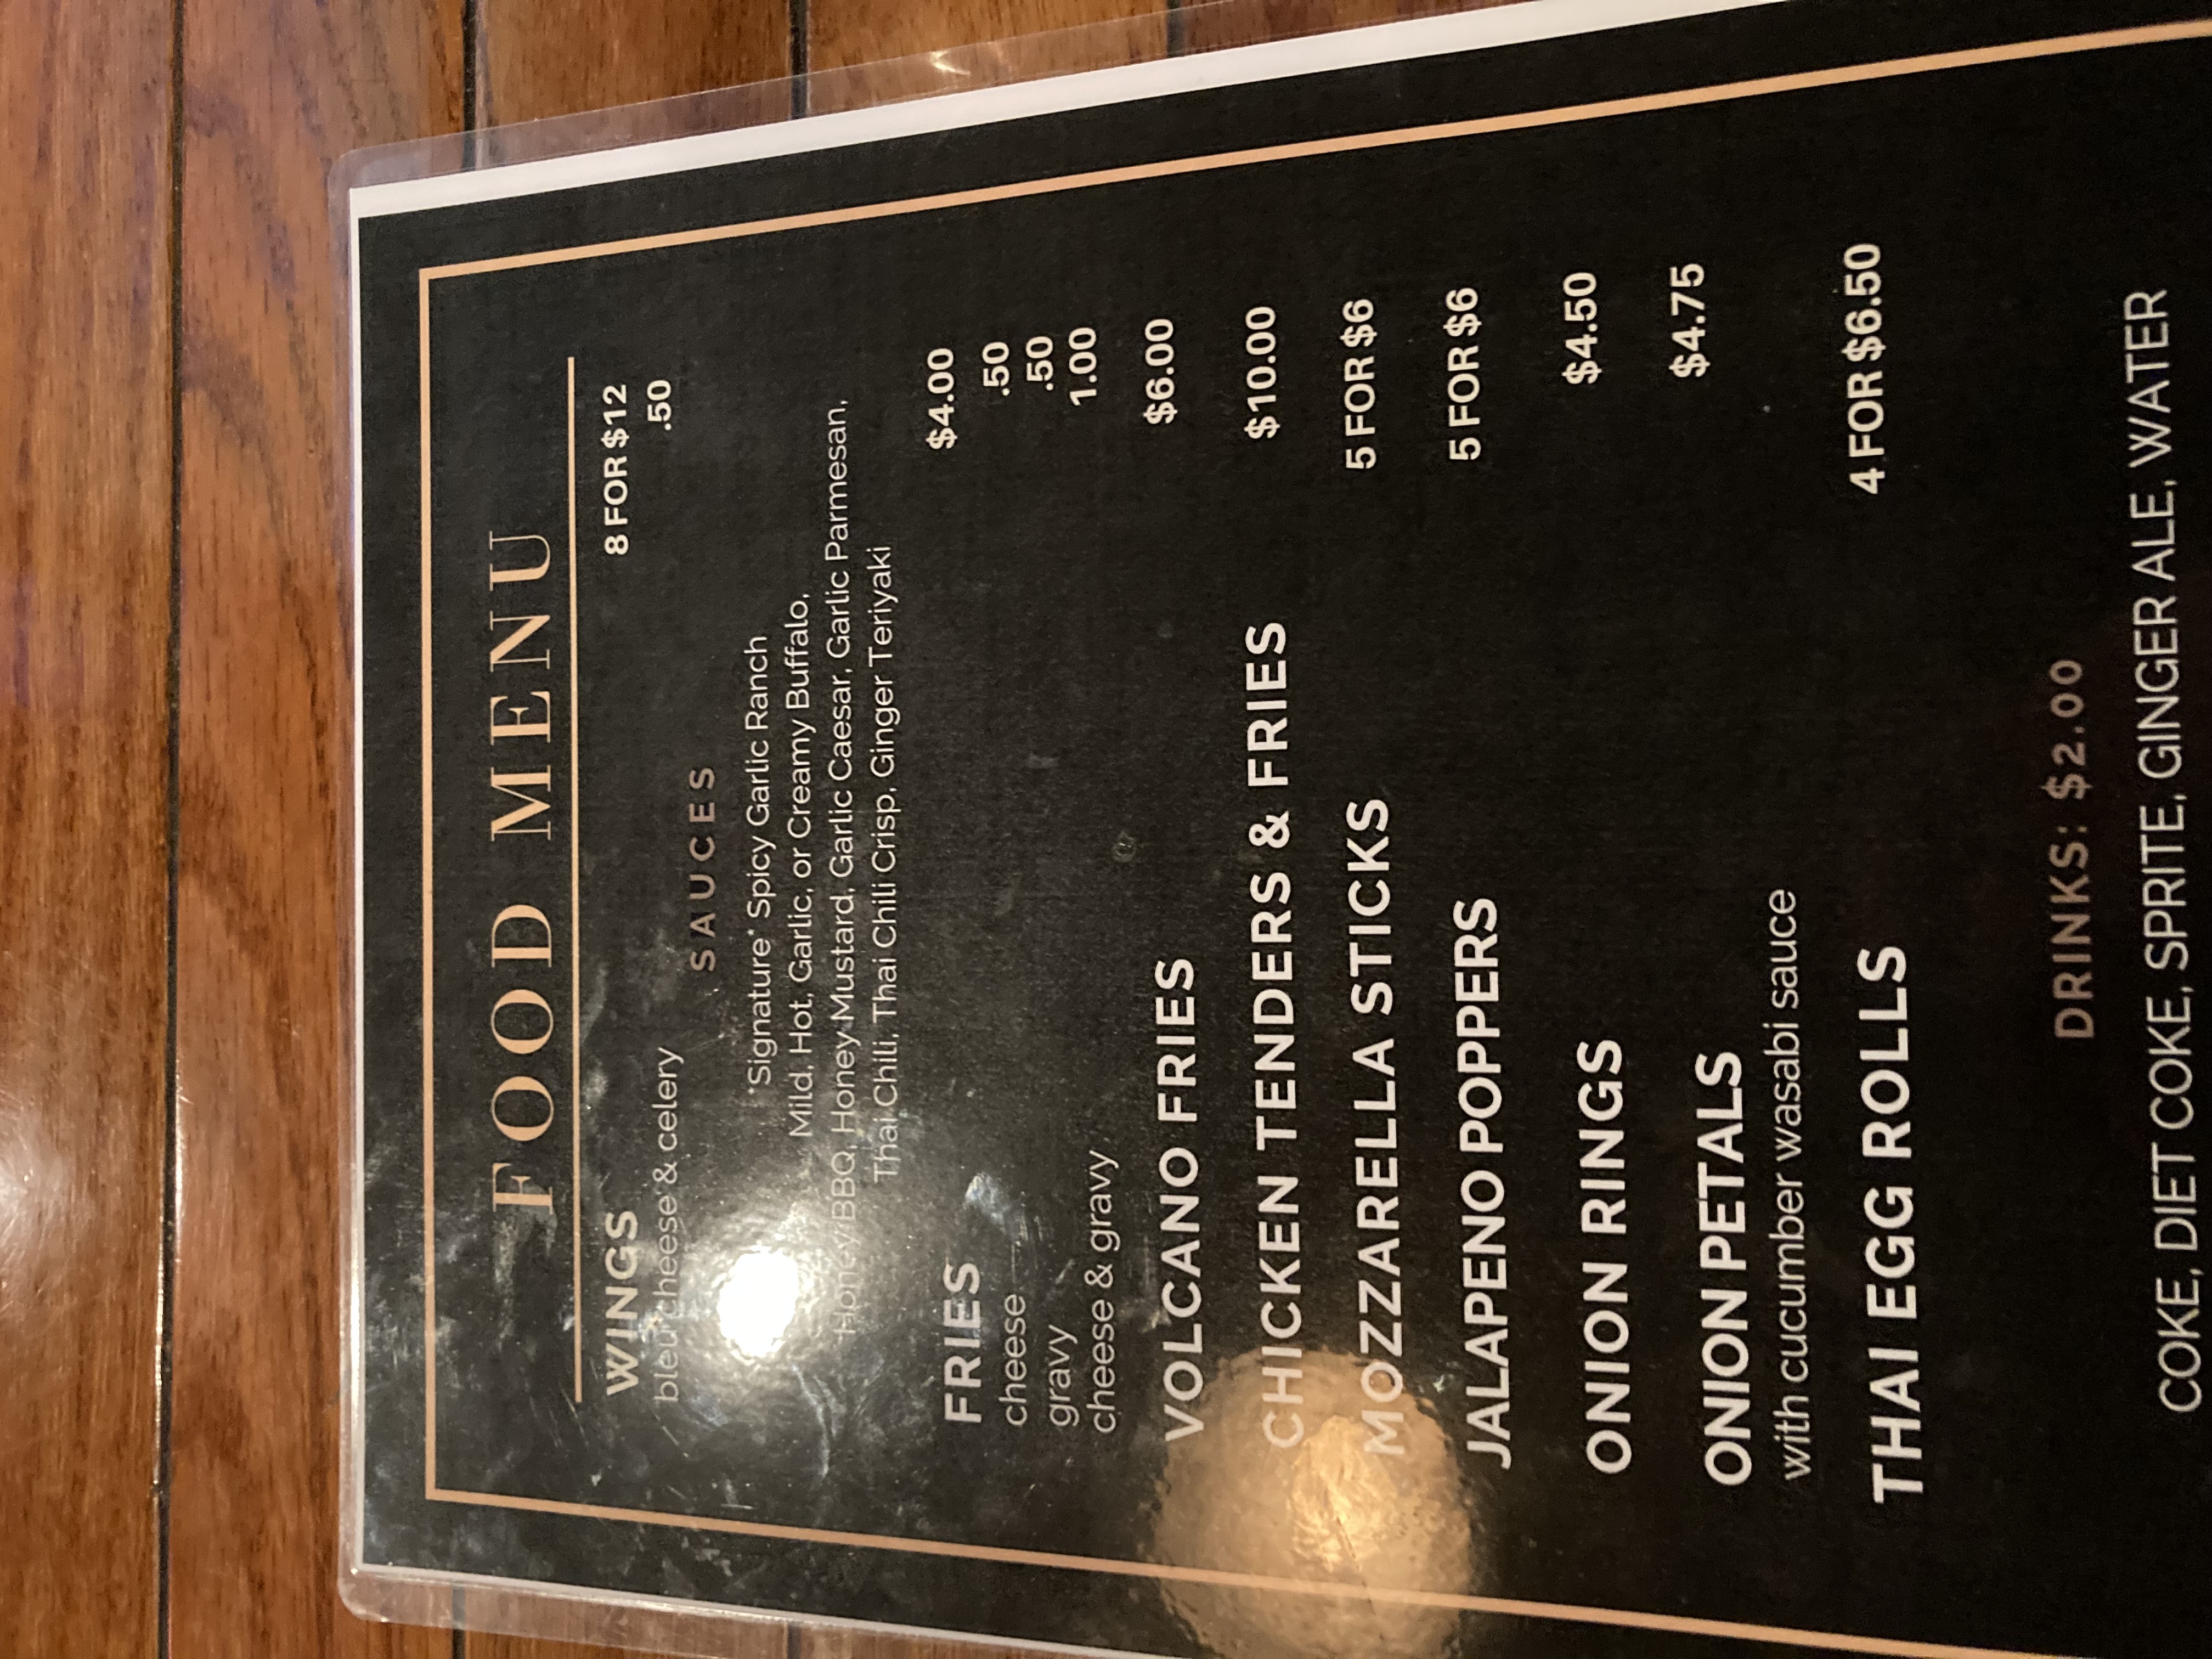 FOOD MENU
WINGS 8 FOR $12
bleu cheese & celery .50
SAUCES
*Signature* Spicy Garlic Ranch
Mild, Hot, Garlic, or Creamy Buffalo,
Honey BBQ, Honey Mustard, Garlic Caesar, Garlic Parmesan,
Thai Chili, Thai Chili Crisp, Ginger Teriyaki
FRIES $4.00
cheese .50
gravy .50
cheese & gravy 1.00
VOLCANO FRIES $6.00
CHICKEN TENDERS & FRIES $10.00
MOZZARELLA STICKS 5 FOR $6
JALAPENO POPPERS 5 FOR $6
ONION RINGS $4.50
ONION PETALS $4.75
with cucumber wasabi sauce
THAI EGG ROLLS 4 FOR $6.50
DRINKS: $2.00
COKE, DIET COKE, SPRITE, GINGER ALE, WATER